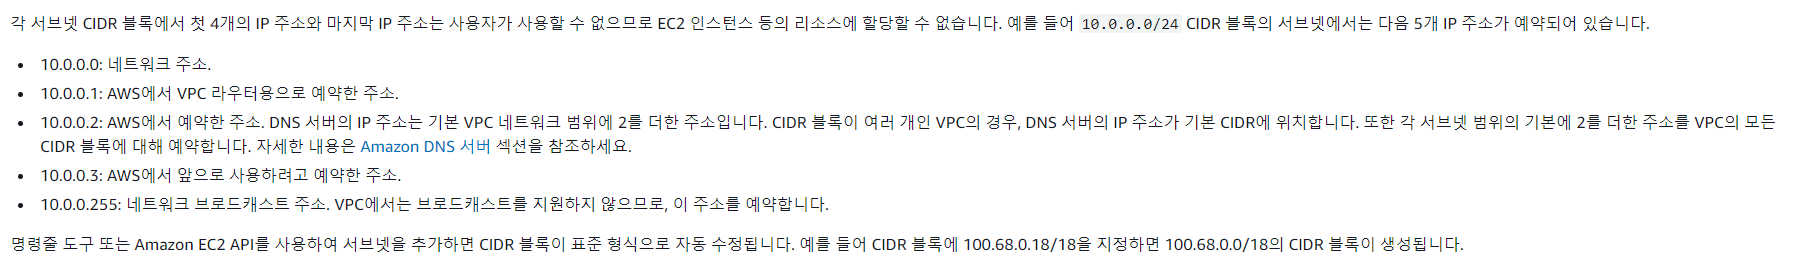 각 서브넷 CIDR 블록에서 첫 4개의 IP 주소와 마지막 IP 주소는 사용자가 사용할 수 없으므로 EC2 인스턴스 등의 리소스에 할당할 수 없습니다. 예를 들어 10.0.0.0/24 CIDR 블록의 서브넷에서는 다음 5개 IP 주소가 예약되어 있습니다.
• 10.0.0.0: 네트워크 주소.
• 10.0.0.1: AWS에서 VPC 라우터용으로 예약한 주소.
• 10.0.0.2: AWS에서 예약한 주소. DNS 서버의 IP 주소는 기본 VPC 네트워크 범위에 2를 더한 주소입니다. CIDR 블록이 여러 개인 VPC의 경우, DNS 서버의 IP 주소가 기본 CIDR에 위치합니다. 또한 각 서브넷 범위의 기본에 2를 더한 주소를 VPC의 모든
CIDR 블록에 대해 예약합니다. 자세한 내용은 Amazon DNS 서버 섹션을 참조하세요.
• 10.0.0.3: AWS에서 앞으로 사용하려고 예약한 주소.
• 10.0.0.255: 네트워크 브로드캐스트 주소. VPC에서는 브로드캐스트를 지원하지 않으므로, 이 주소를 예약합니다.
명령줄 도구 또는 Amazon EC2 API를 사용하여 서브넷을 추가하면 CIDR 블록이 표준 형식으로 자동 수정됩니다. 예를 들어 CIDR 블록에 100.68.0.18/18을 지정하면 100.68.0.0/18의 CIDR 블록이 생성됩니다.